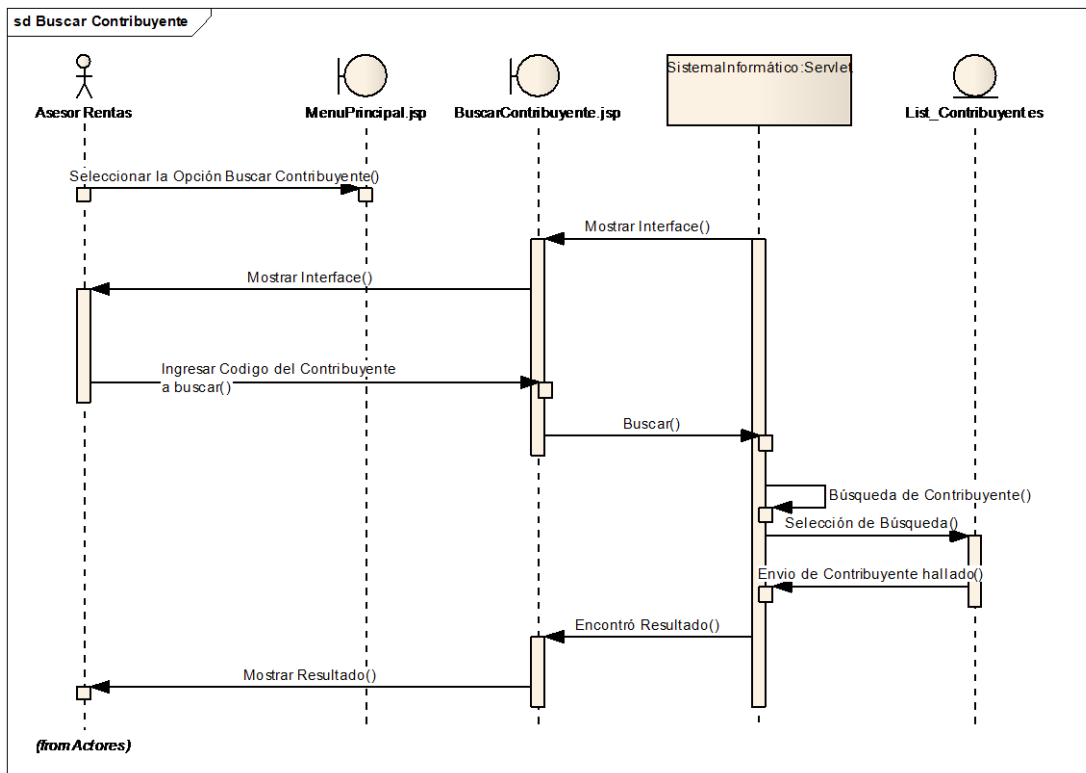 sd Buscar Contribuyente
Asesor Rentas
MenuPrincipal.jsp
BuscarContribuyente.jsp
SistemaInformático:Servlet
List_Contribuyentes
Seleccionar la Opción Buscar Contribuyente()
Mostrar Interface()
Mostrar Interface()
Ingresar Codigo del Contribuyente
a buscar()
Buscar()
Búsqueda de Contribuyente()
Selección de Búsqueda()
Envio de Contribuyente hallado()
Encontró Resultado()
Mostrar Resultado()
(from Actores)